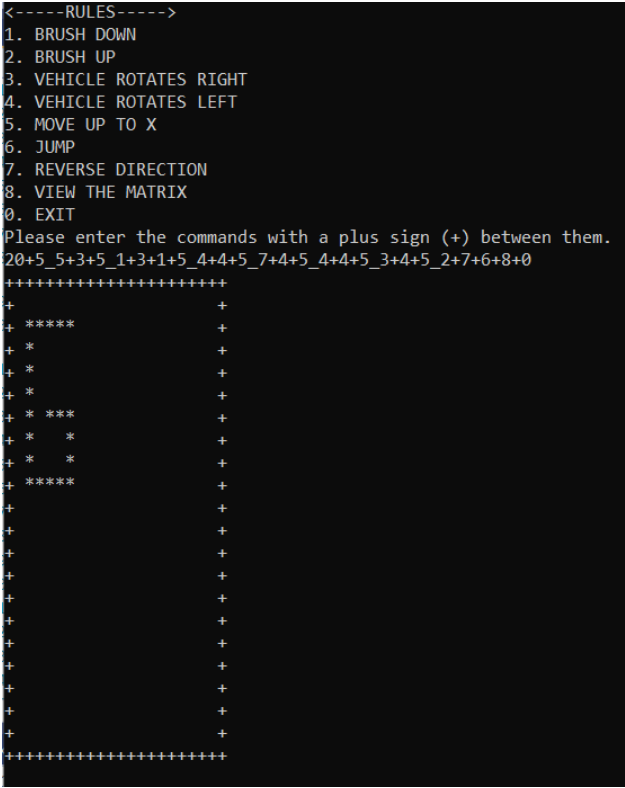 <-----RULES----->
1. BRUSH DOWN
2. BRUSH UP
3. VEHICLE ROTATES RIGHT
4. VEHICLE ROTATES LEFT
5. MOVE UP TO X
6. JUMP
7. REVERSE DIRECTION
8. VIEW THE MATRIX
0. EXIT
Please enter the commands with a plus sign (+) between them.
20+5_5+3+5_1+3+1+5_4+4+5_7+4+5_4+4+5_3+4+5_2+7+6+8+0
++++++++++++++++++++++
+                    +
+ *****              +
+ *                  +
+ *                  +
+ *                  +
+ * ***              +
+ *   *              +
+ *   *              +
+ *****              +
+                    +
+                    +
+                    +
+                    +
+                    +
+                    +
+                    +
+                    +
+                    +
+                    +
+                    +
++++++++++++++++++++++